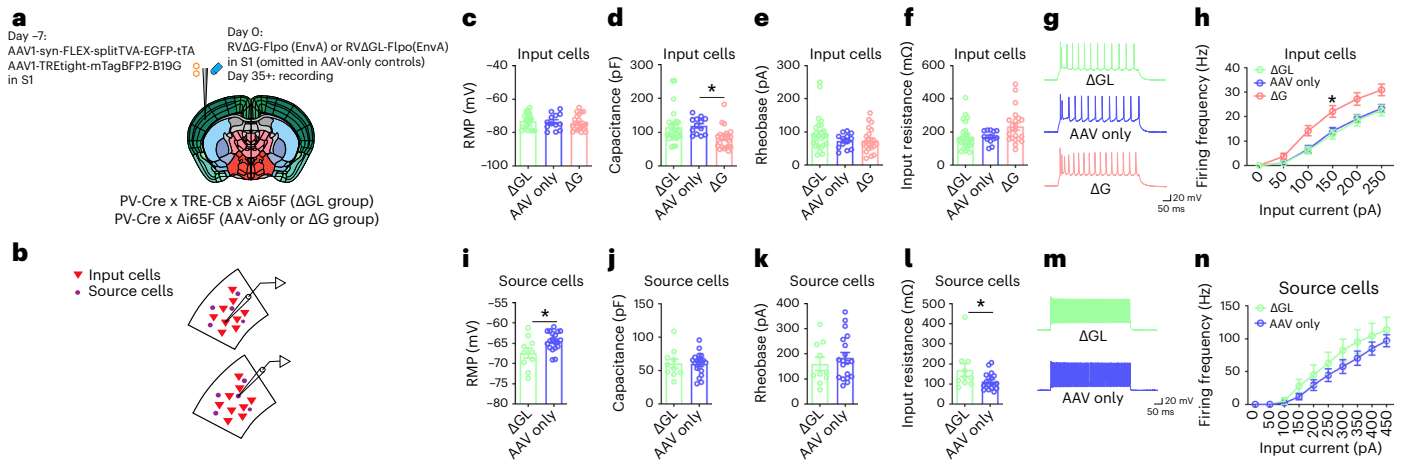 a
Day –7:
AAV1-syn-FLEX-splitTVA-EGFP-tTA
AAV1-TREtight-mTagBFP2-B19G
in S1
Day 0:
RVΔG-Flpo (EnvA) or RVΔGL-Flpo(EnvA)
in S1 (omitted in AAV-only controls)
Day 35+: recording
PV-Cre x TRE-CB x Ai65F (ΔGL group)
PV-Cre x Ai65F (AAV-only or ΔG group)
b
Input cells
Source cells
c
Input cells
RMP (mV)
–40
–60
–80
–100
ΔGL
AAV only
ΔG
d
Input cells
Capacitance (pF)
300
200
100
0
*
ΔGL
AAV only
ΔG
e
Input cells
Rheobase (pA)
300
200
100
0
ΔGL
AAV only
ΔG
f
Input cells
Input resistance (mΩ)
600
400
200
0
ΔGL
AAV only
ΔG
g
ΔGL
AAV only
ΔG
20 mV
50 ms
h
Input cells
ΔGL
AAV only
ΔG
*
Firing frequency (Hz)
40
30
20
10
0
0
50
100
150
200
250
Input current (pA)
i
Source cells
RMP (mV)
–55
–60
–65
–70
–75
–80
*
ΔGL
AAV only
j
Source cells
Capacitance (pF)
150
100
50
0
ΔGL
AAV only
k
Source cells
Rheobase (pA)
400
300
200
100
0
ΔGL
AAV only
l
Source cells
Input resistance (mΩ)
500
400
300
200
100
0
*
ΔGL
AAV only
m
ΔGL
AAV only
20 mV
50 ms
n
Source cells
ΔGL
AAV only
Firing frequency (Hz)
150
100
50
0
0
50
100
150
200
250
300
350
400
450
Input current (pA)